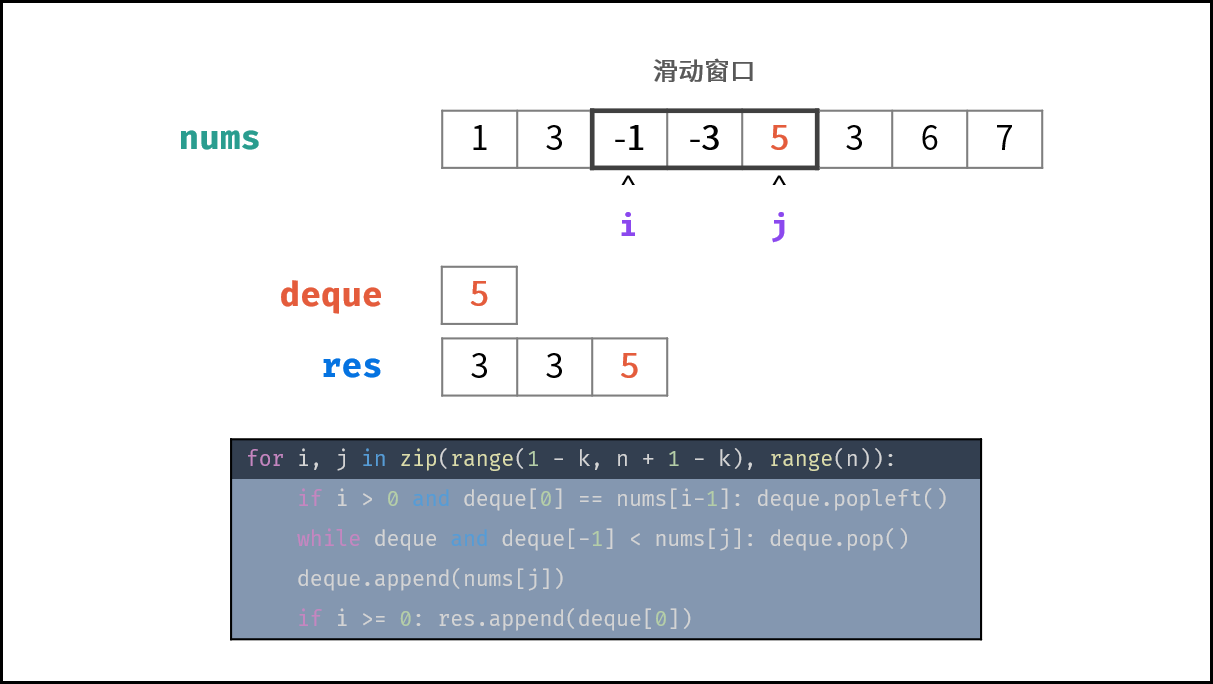 滑动窗口
nums 1 3 -1 -3 5 3 6 7
^ ^
i j
deque 5
res 3 3 5
for i, j in zip(range(1 - k, n + 1 - k), range(n)):
    if i > 0 and deque[0] == nums[i-1]: deque.popleft()
    while deque and deque[-1] < nums[j]: deque.pop()
    deque.append(nums[j])
    if i >= 0: res.append(deque[0])